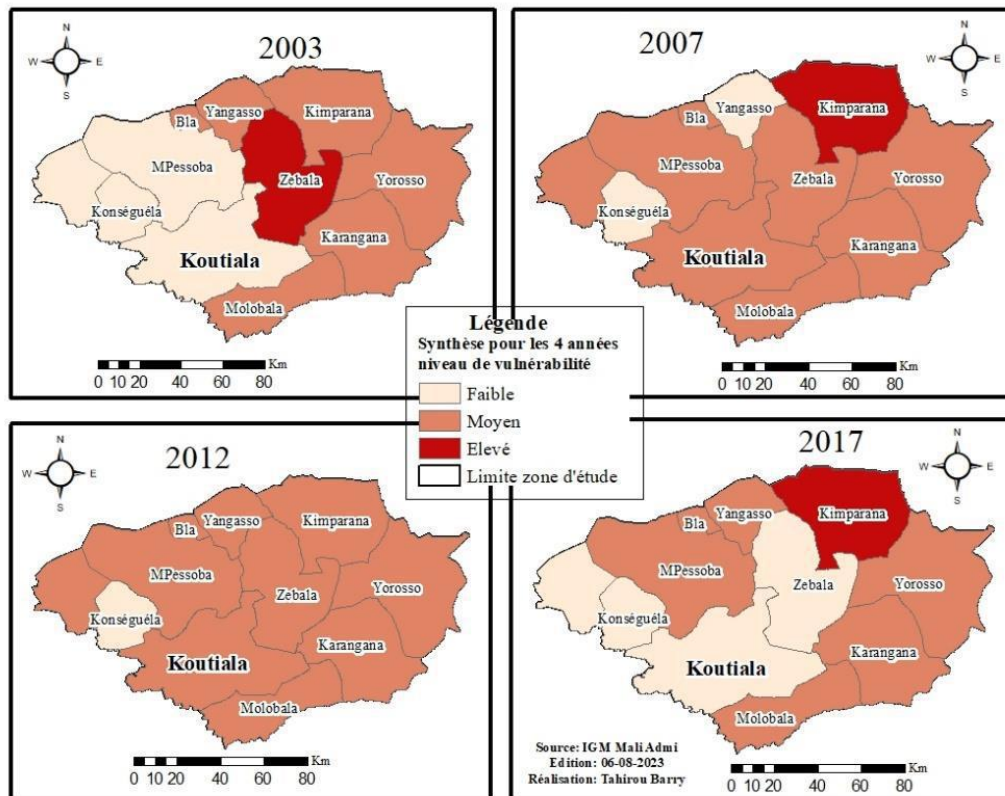 N
W E
S
2003
Yangasso
Kimparana
Bla
MPessoba
Zebala
Yorosso
Konséguéla
Karangana
Koutiala
Molobala
0 10 20 40 60 80 Km
2007
N
W E
S
Yangasso
Kimparana
Bla
MPessoba
Zebala
Yorosso
Konséguéla
Karangana
Koutiala
Molobala
0 10 20 40 60 80 Km
Légende
Synthèse pour les 4 années
niveau de vulnérabilité
Faible
Moyen
Elevé
Limite zone d'étude
N
W E
S
2012
Yangasso
Kimparana
Bla
MPessoba
Zebala
Yorosso
Konséguéla
Karangana
Koutiala
Molobala
0 10 20 40 60 80 Km
2017
N
W E
S
Yangasso
Kimparana
Bla
MPessoba
Zebala
Yorosso
Konséguéla
Karangana
Koutiala
Molobala
Source: IGM Mali Admi
Edition: 06-08-2023
Réalisation: Tahirou Barry
0 10 20 40 60 80 Km